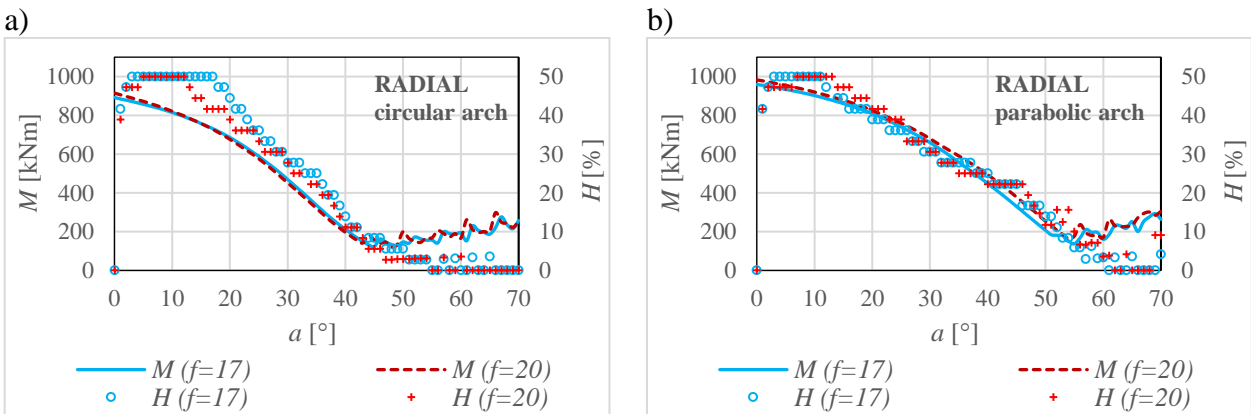 a)
RADIAL
circular arch
1000
800
600
400
200
0
M [kNm]
50
40
30
20
10
0
H [%]
0 10 20 30 40 50 60 70
a [°]
M (f=17) M (f=20)
H (f=17) H (f=20)
b)
RADIAL
parabolic arch
1000
800
600
400
200
0
M [kNm]
50
40
30
20
10
0
H [%]
0 10 20 30 40 50 60 70
a [°]
M (f=17) M (f=20)
H (f=17) H (f=20)